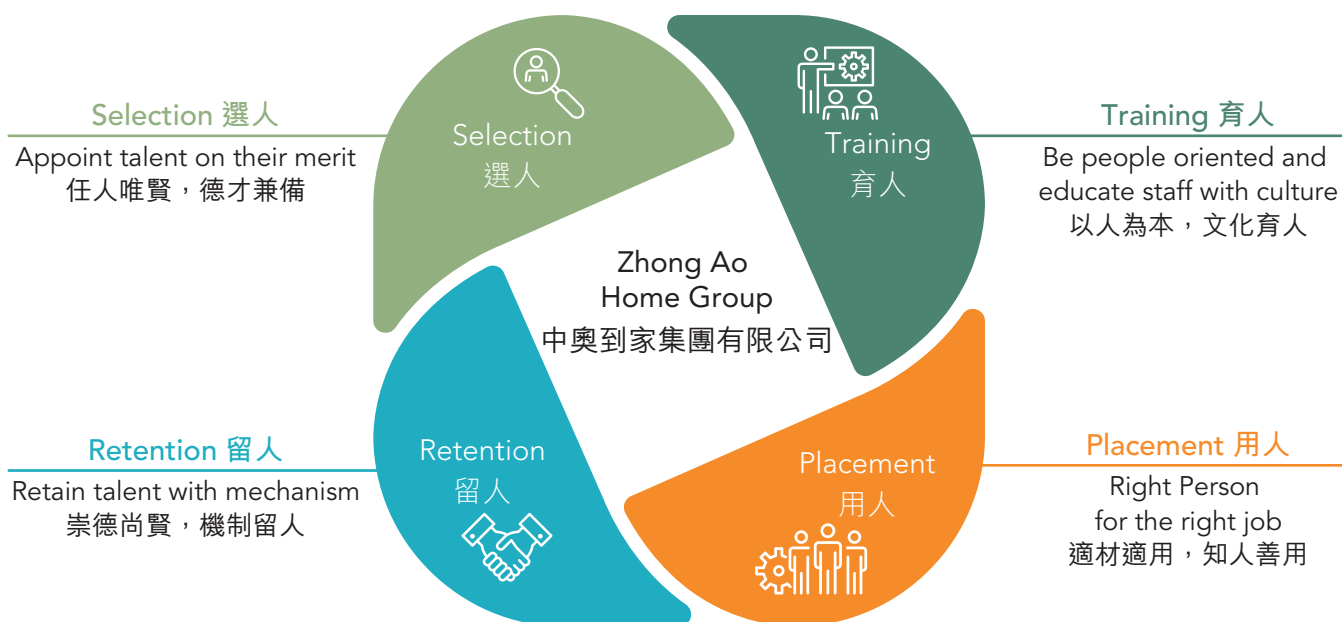 Selection 選人
Appoint talent on their merit
任人唯賢，德才兼備
Selection
選人
Training
育人
Training 育人
Be people oriented and
educate staff with culture
以人為本，文化育人
Zhong Ao
Home Group
中奧到家集團有限公司
Retention 留人
Retain talent with mechanism
崇德尚賢，機制留人
Retention
留人
Placement
用人
Placement 用人
Right Person
for the right job
適材適用，知人善用